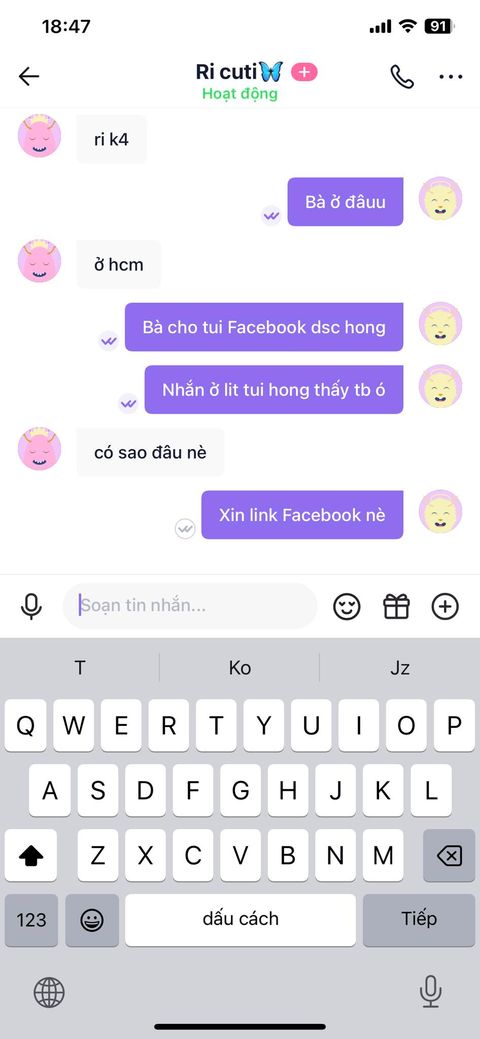 18:47
91
Ri cuti🦋
Hoạt động
ri k4
Bà ở đâuu
ở hcm
Bà cho tui Facebook dsc hong
Nhắn ở lit tui hong thấy tb ó
có sao đâu nè
Xin link Facebook nè
Soạn tin nhắn...
T Ko Jz
Q W E R T Y U I O P
A S D F G H J K L
Z X C V B N M
123 dấu cách Tiếp